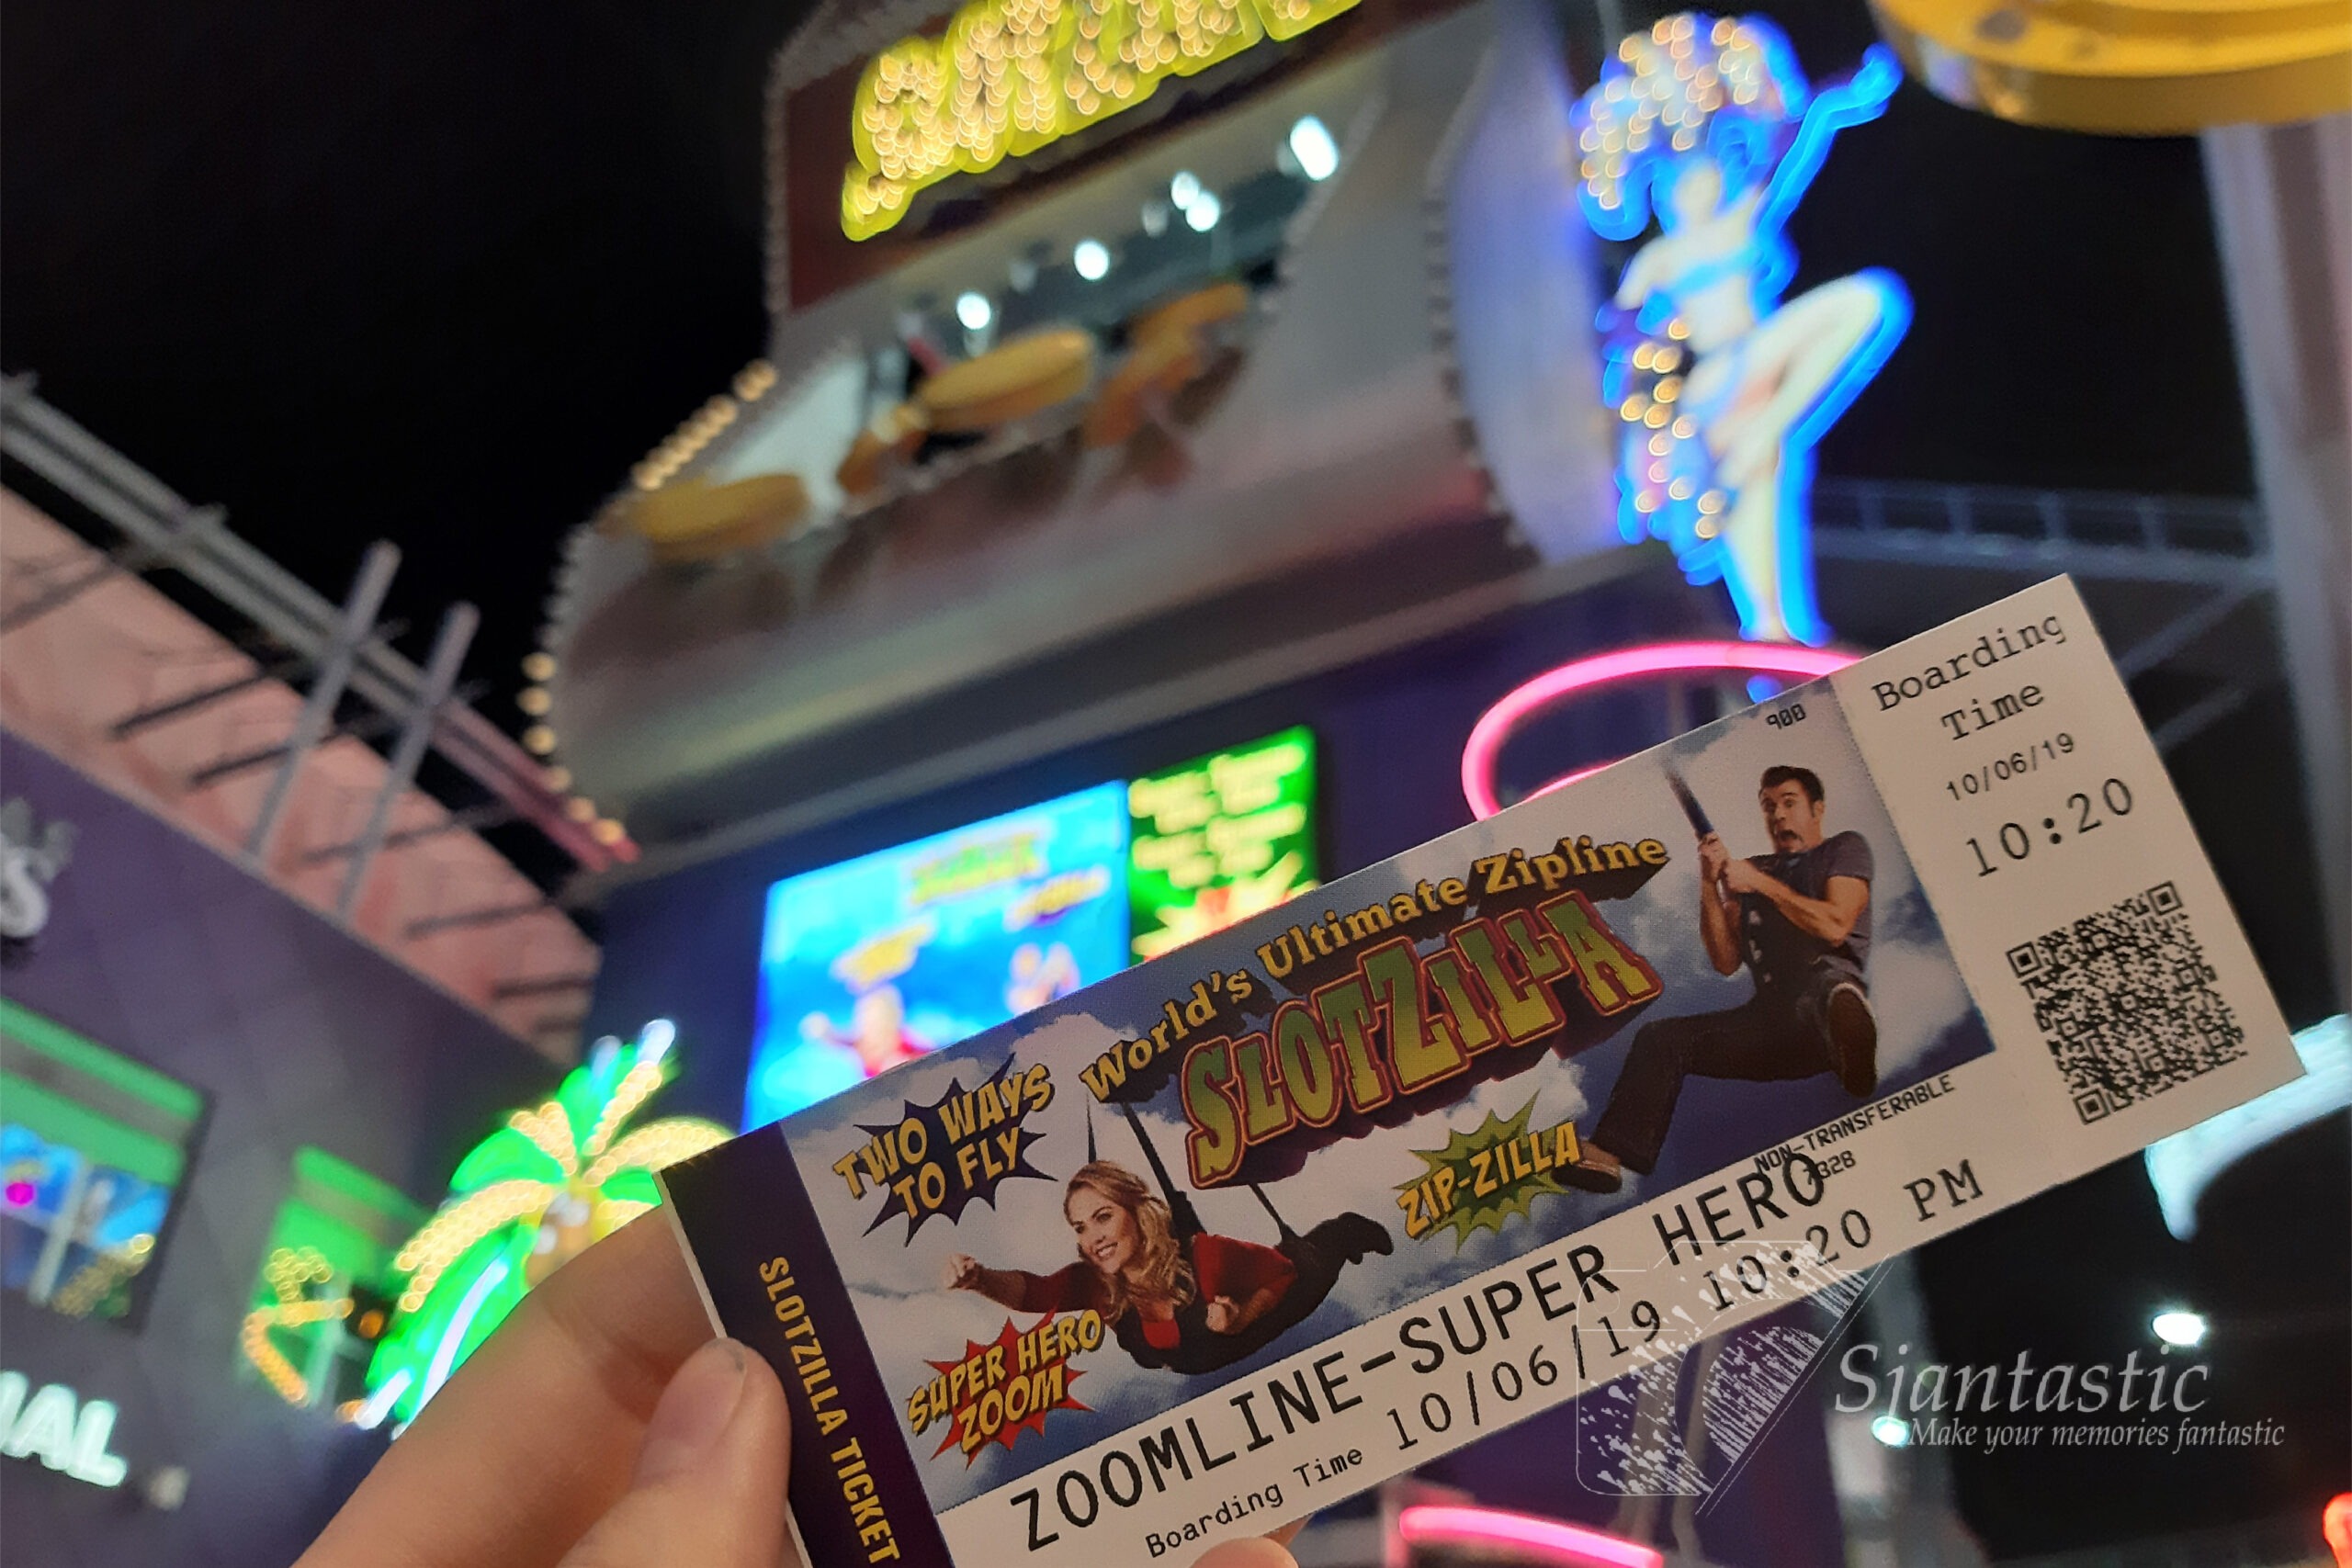 Boarding
Time
10/06/19
10:20
900
World's Ultimate Zipline
SLOTZILLA
TWO WAYS
TO FLY
ZIP-ZILLA
SUPER HERO
ZOOM
NON-TRANSFERABLE
328
ZOOMLINE-SUPER HERO
Boarding Time 10/06/19 10:20 PM
SLOTZILLA TICKET
Sjantastic
Make your memories fantastic